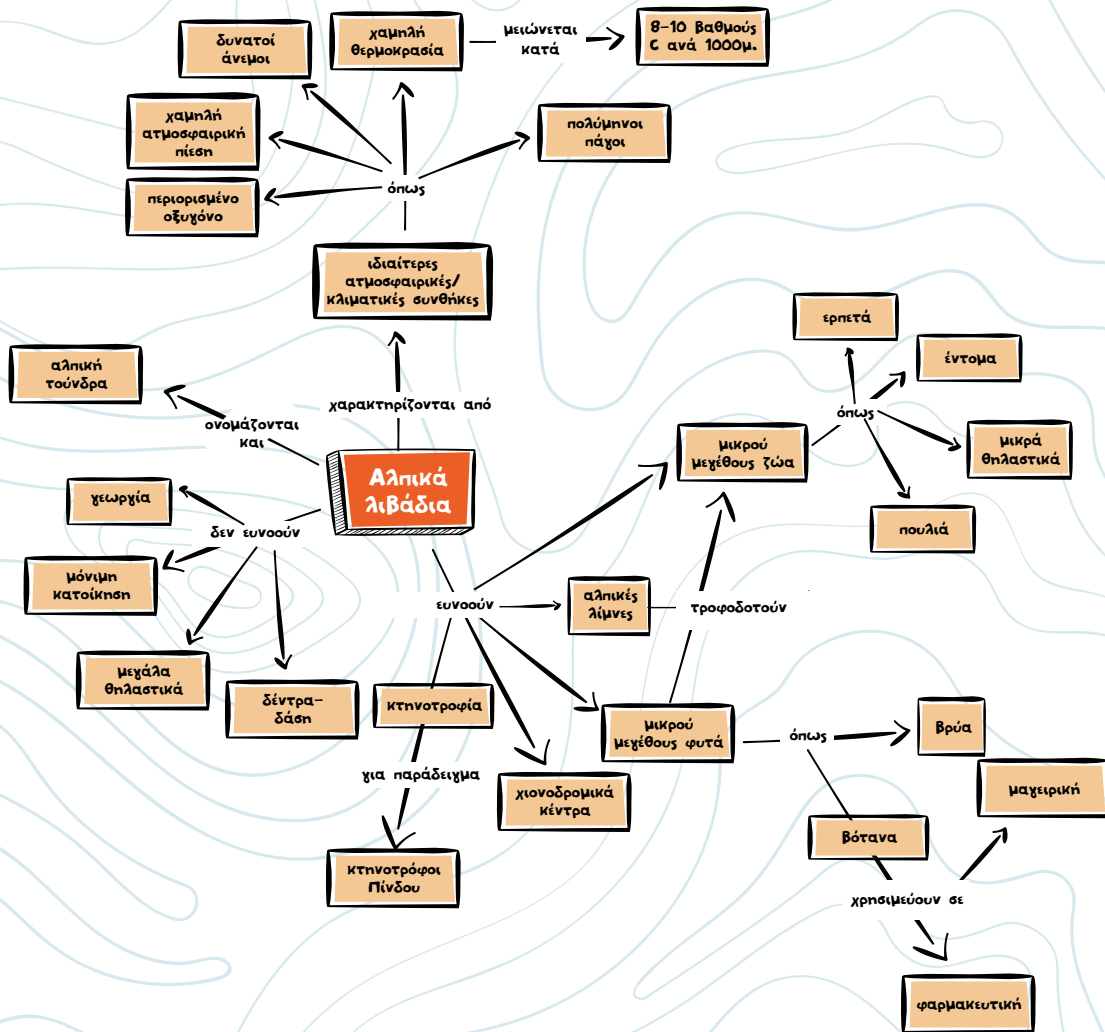 δυνατοί
άνεμοι
χαμηλή
θερμοκρασία
μειώνεται
κατά
8-10 βαθμούς
C ανά 1000μ.
χαμηλή
ατμοσφαιρική
πίεση
πολύμηνοι
πάγοι
περιορισμένο
οξυγόνο
όπως
ιδιαίτερες
ατμοσφαιρικές/
κλιματικές συνθήκες
αλπική
τούνδρα
ονομάζονται
και
χαρακτηρίζονται από
Αλπικά
λιβάδια
ερπετά
έντομα
όπως
μικρά
θηλαστικά
μικρού
μεγέθους ζώα
πουλιά
γεωργία
δεν ευνοούν
μόνιμη
κατοίκηση
μεγάλα
θηλαστικά
δέντρα-
δάση
ευνοούν
αλπικές
λίμνες
τροφοδοτούν
κτηνοτροφία
για παράδειγμα
κτηνοτρόφοι
Πίνδου
χιονοδρομικά
κέντρα
μικρού
μεγέθους φυτά
όπως
βρύα
μαγειρική
βότανα
χρησιμεύουν σε
φαρμακευτική